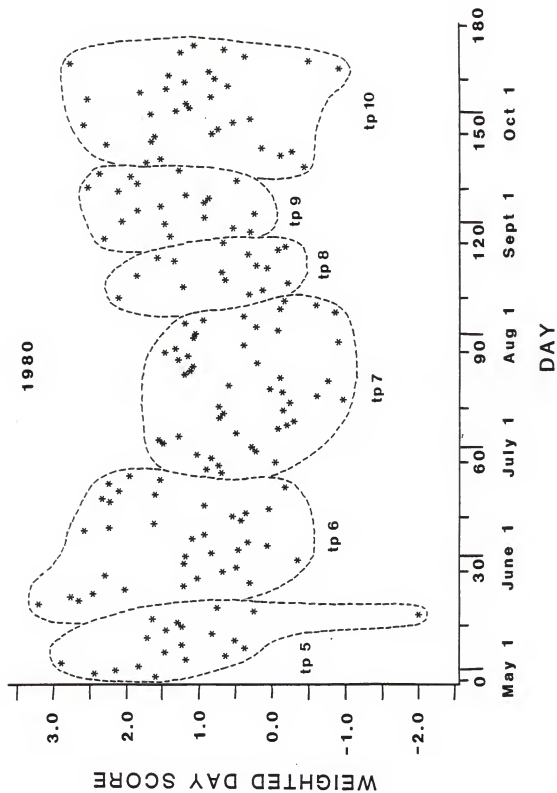 1980
WEIGHTED DAY SCORE
3.0
2.0
1.0
0.0
-1.0
-2.0
tp 5
tp 6
tp 7
tp 8
tp 9
tp 10
0 30 60 90 120 150 180
May 1 June 1 July 1 Aug 1 Sept 1 Oct 1
DAY